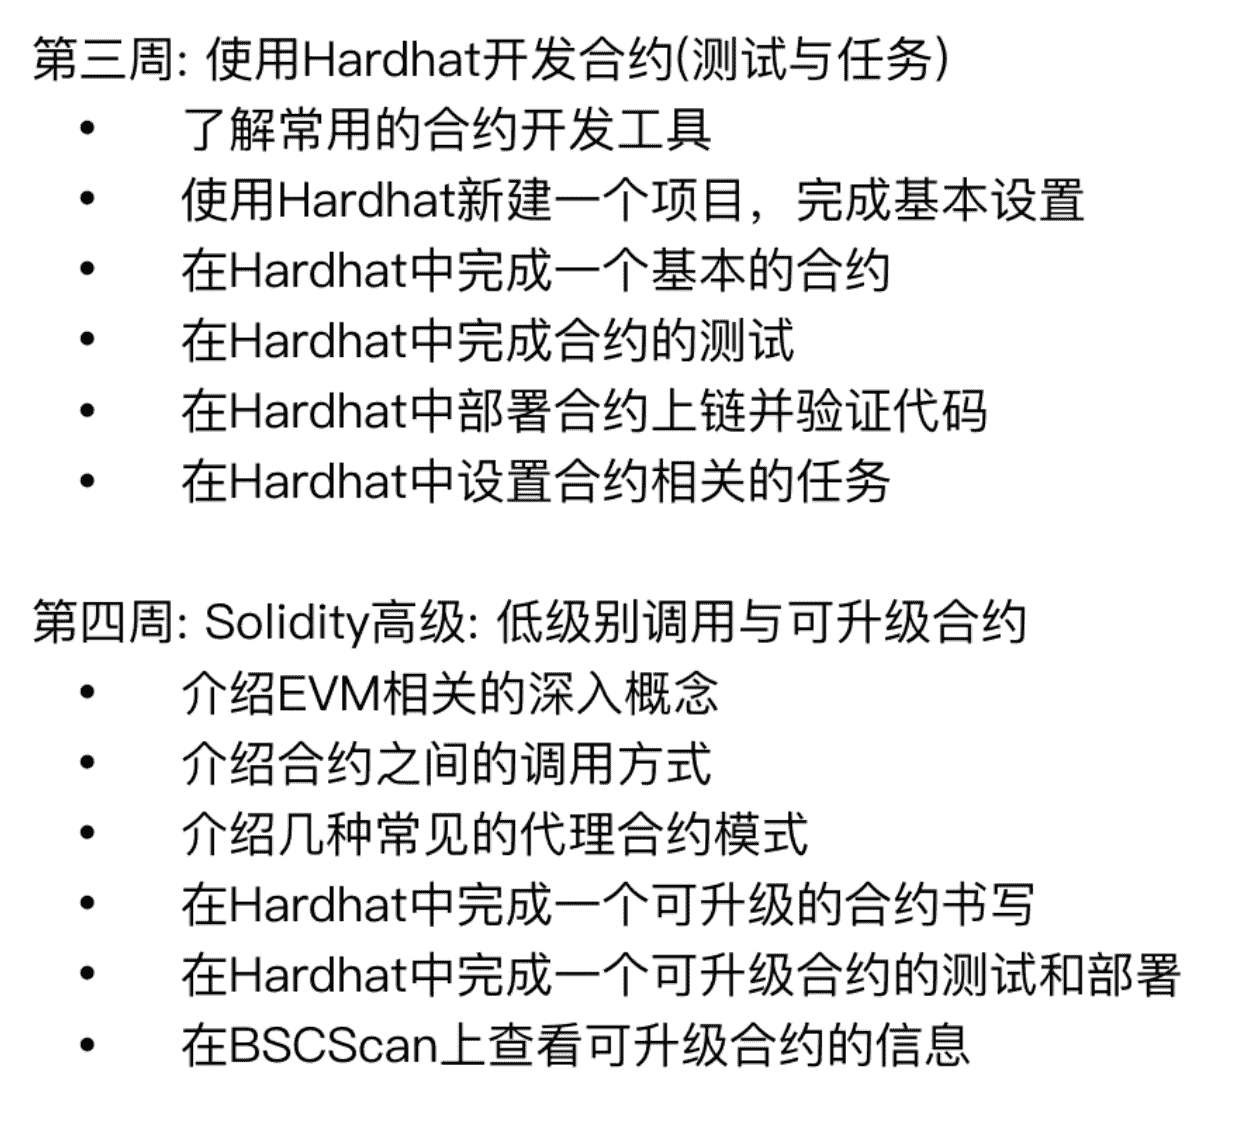 第三周: 使用Hardhat开发合约(测试与任务)
• 了解常用的合约开发工具
• 使用Hardhat新建一个项目，完成基本设置
• 在Hardhat中完成一个基本的合约
• 在Hardhat中完成合约的测试
• 在Hardhat中部署合约上链并验证代码
• 在Hardhat中设置合约相关的任务
第四周: Solidity高级: 低级别调用与可升级合约
• 介绍EVM相关的深入概念
• 介绍合约之间的调用方式
• 介绍几种常见的代理合约模式
• 在Hardhat中完成一个可升级的合约书写
• 在Hardhat中完成一个可升级合约的测试和部署
• 在BSCScan上查看可升级合约的信息